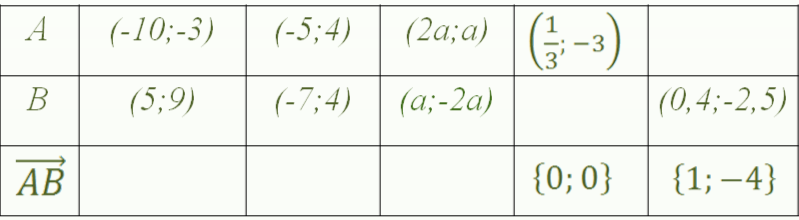 A (-10;-3) (-5;4) (2a;a) (1/3; −3)
B (5;9) (-7;4) (a;-2a) (0,4;-2,5)
\overrightarrow{AB} {0; 0} {1; −4}